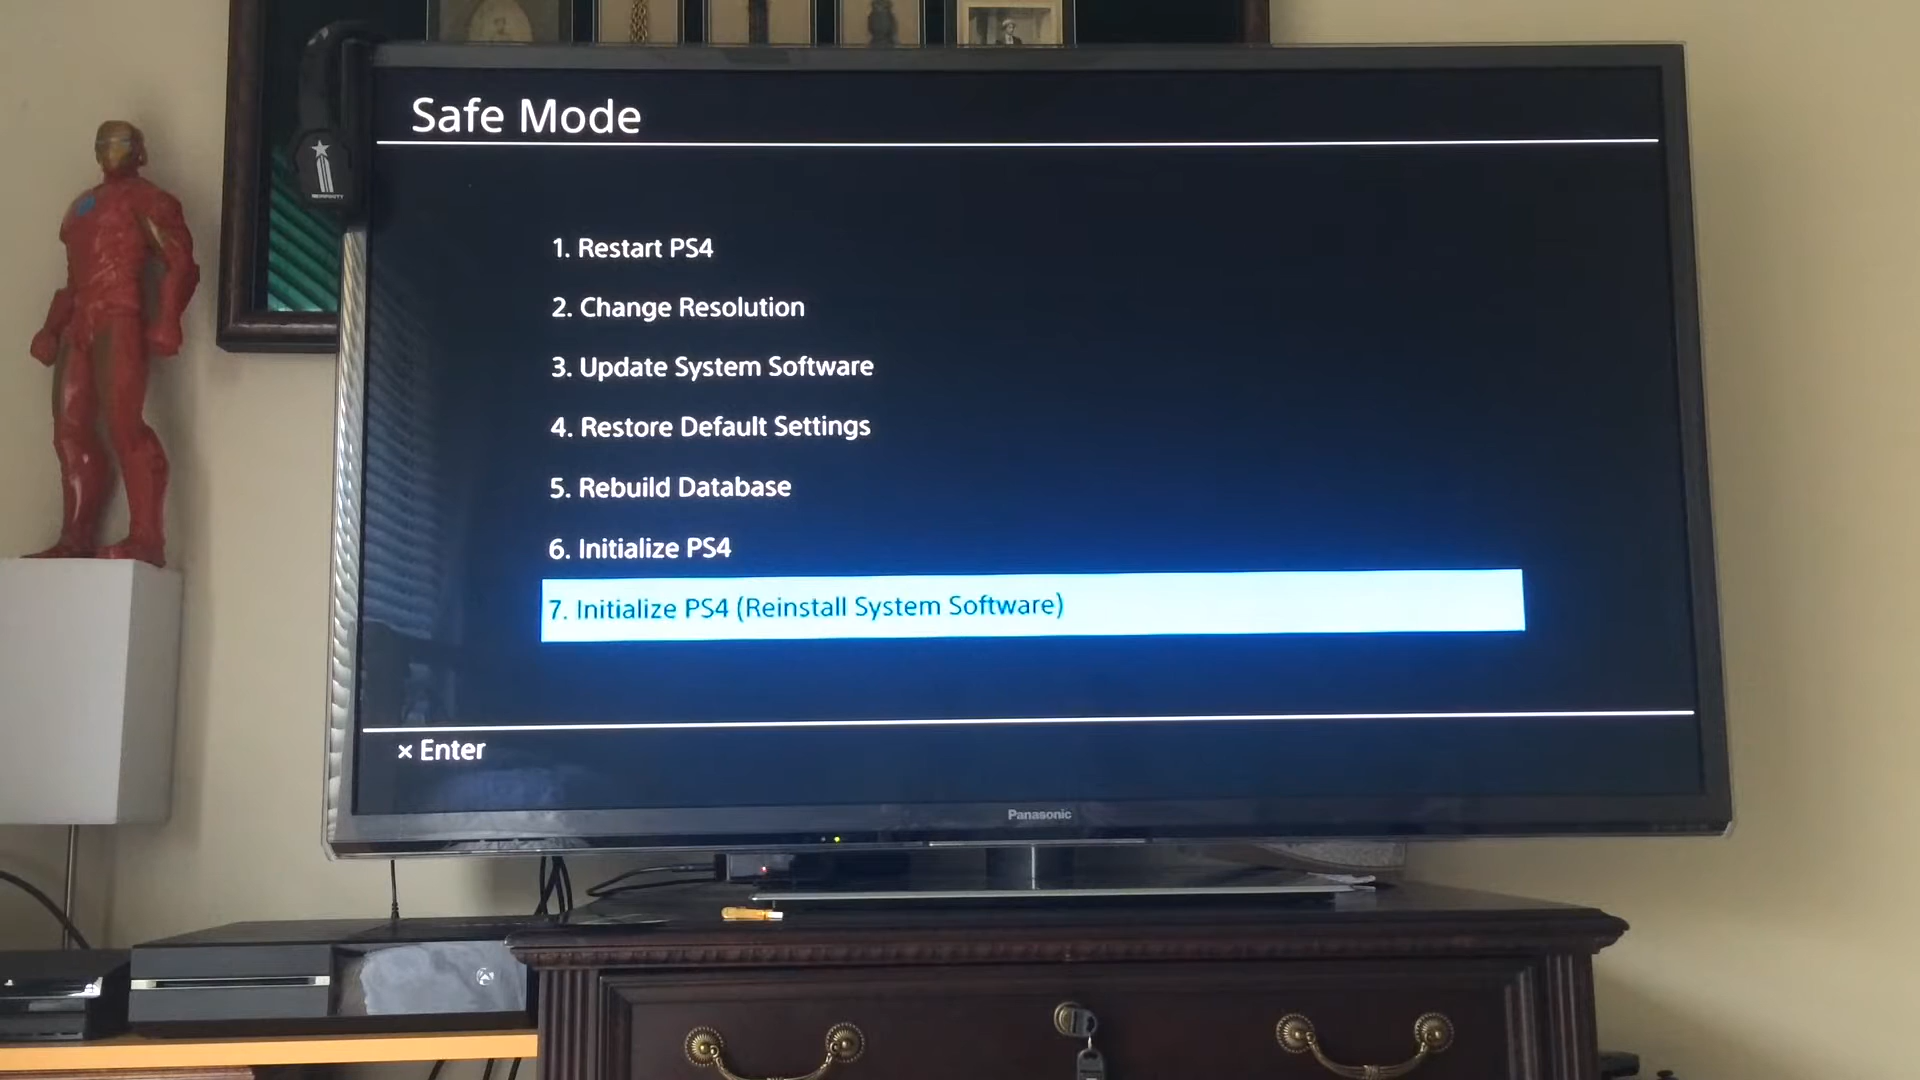 Safe Mode
1. Restart PS4
2. Change Resolution
3. Update System Software
4. Restore Default Settings
5. Rebuild Database
6. Initialize PS4
7. Initialize PS4 (Reinstall System Software)
× Enter
Panasonic